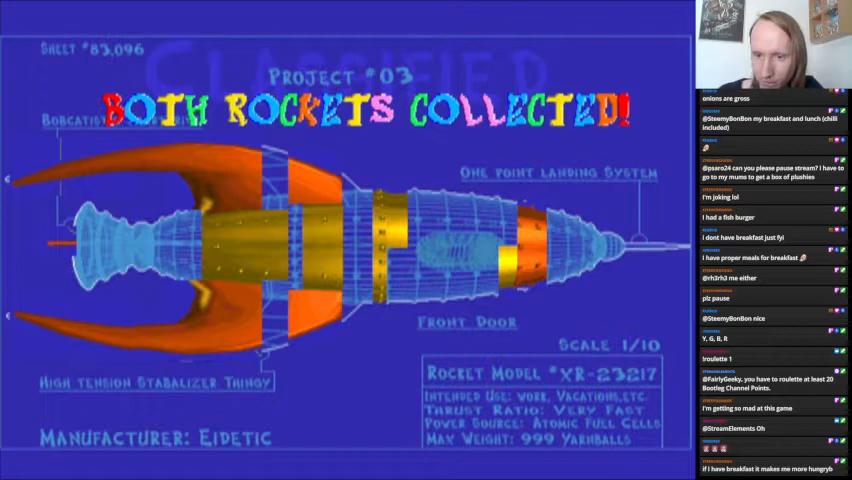 SHEET #83,096
CLASSIFIED
PROJECT #03
BOTH ROCKETS COLLECTED!
ONE POINT LANDING SYSTEM
FRONT DOOR
SCALE 1/10
HIGH TENSION STABALIZER THINGY
ROCKET MODEL #XR-23217
INTENDED USE: WORK, VACATIONS,ETC.
THRUST RATIO: VERY FAST
POWER SOURCE: ATOMIC FUEL CELLS
MAX WEIGHT: 999 YARNBALLS
MANUFACTURER: EIDETIC
onions are gross
@SteemyBonBon my breakfast and lunch (chilli
included)
@psaro24 can you please pause stream? I have to
go to my mums to get a box of plushies
I'm joking lol
I had a fish burger
I dont have breakfast just fyi
I have proper meals for breakfast
@rh3rh3 me either
plz pause
@SteemyBonBon nice
Y, G, B, R
!roulette 1
@FairlyGeeky, you have to roulette at least 20
Bootleg Channel Points.
I'm getting so mad at this game
@StreamElements Oh
if I have breakfast it makes me more hungryb